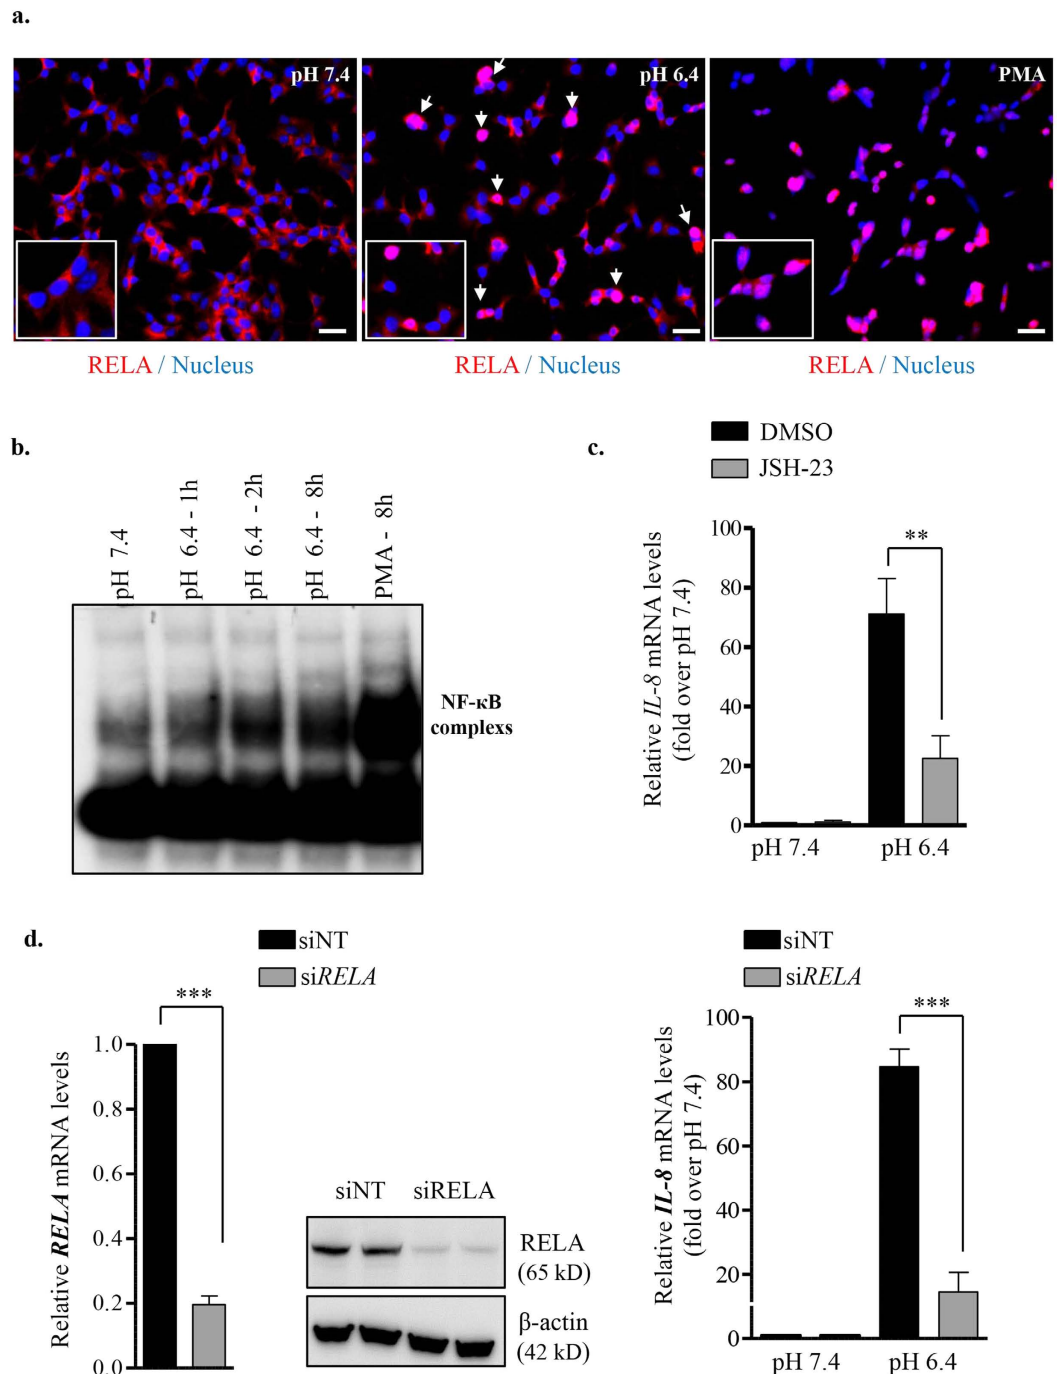 a.
pH 7.4
pH 6.4
PMA
RELA / Nucleus
RELA / Nucleus
RELA / Nucleus
b.
pH 7.4
pH 6.4 - 1h
pH 6.4 - 2h
pH 6.4 - 8h
PMA - 8h
NF-κB
complexs
c.
DMSO
JSH-23
Relative IL-8 mRNA levels
(fold over pH 7.4)
100
80
60
40
20
0
**
pH 7.4
pH 6.4
d.
siNT
siRELA
Relative RELA mRNA levels
1.0
0.8
0.6
0.4
0.2
0.0
***
siNT siRELA
RELA
(65 kD)
β-actin
(42 kD)
siNT
siRELA
Relative IL-8 mRNA levels
(fold over pH 7.4)
100
80
60
40
20
0
***
pH 7.4
pH 6.4